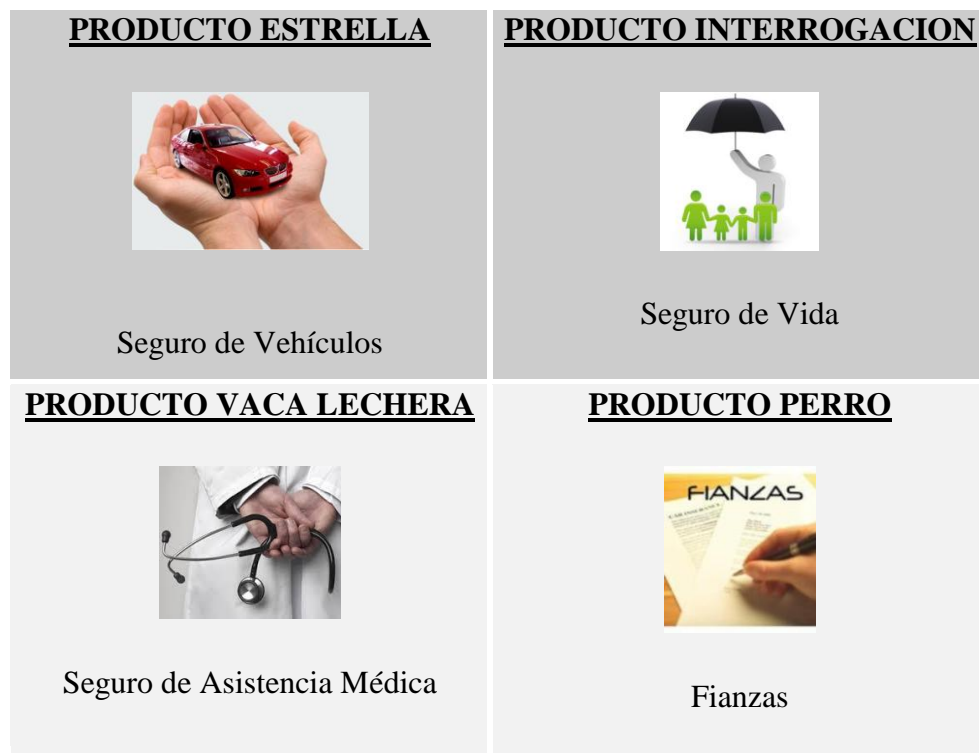 PRODUCTO ESTRELLA
Seguro de Vehículos
PRODUCTO INTERROGACION
Seguro de Vida
PRODUCTO VACA LECHERA
Seguro de Asistencia Médica
PRODUCTO PERRO
FIANZAS
Fianzas